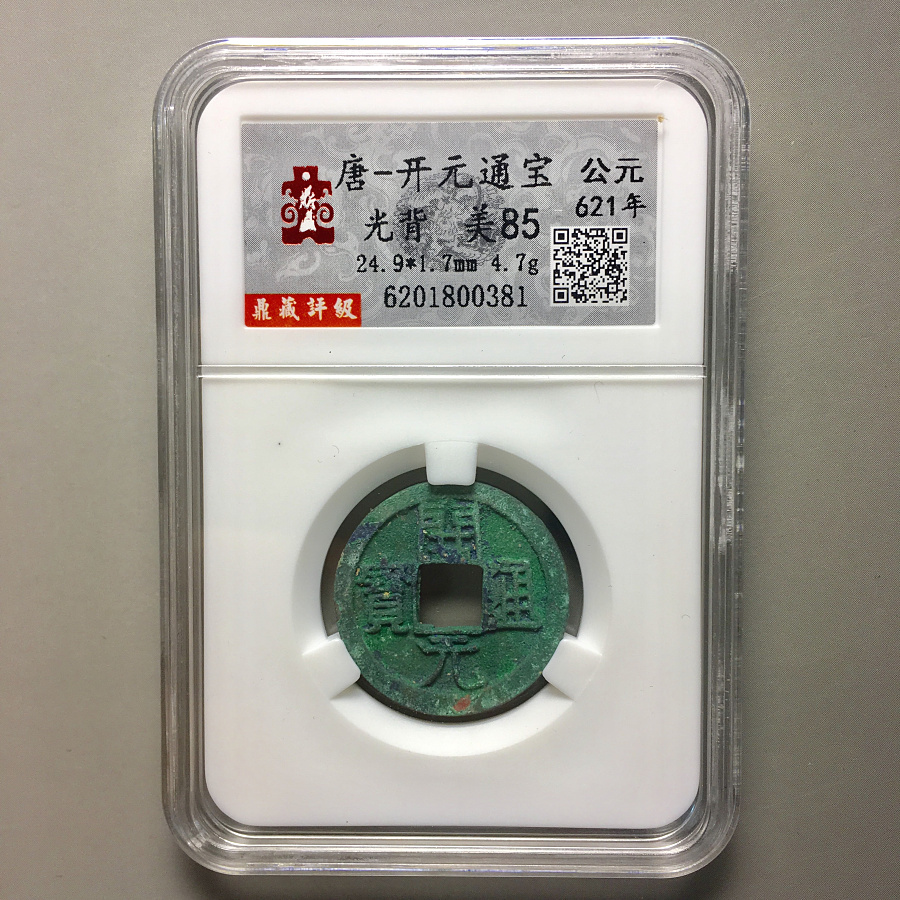 唐-开元通宝 公元
光背 美85 621年
24.9*1.7mm 4.7g
6201800381
鼎藏評級
開
寶 通
元